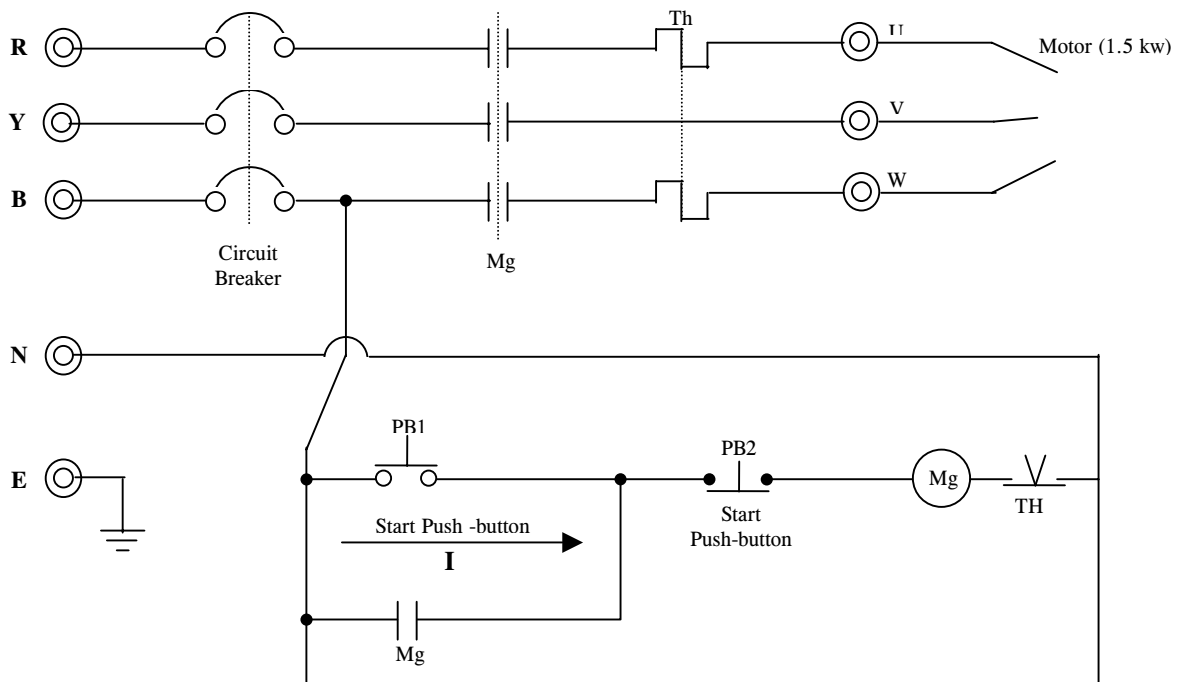 Th
R
U
Motor (1.5 kw)
Y
V
B
W
Circuit
Breaker
Mg
N
PB1
PB2
E
Mg
TH
Start
Push-button
Start Push -button
I
Mg